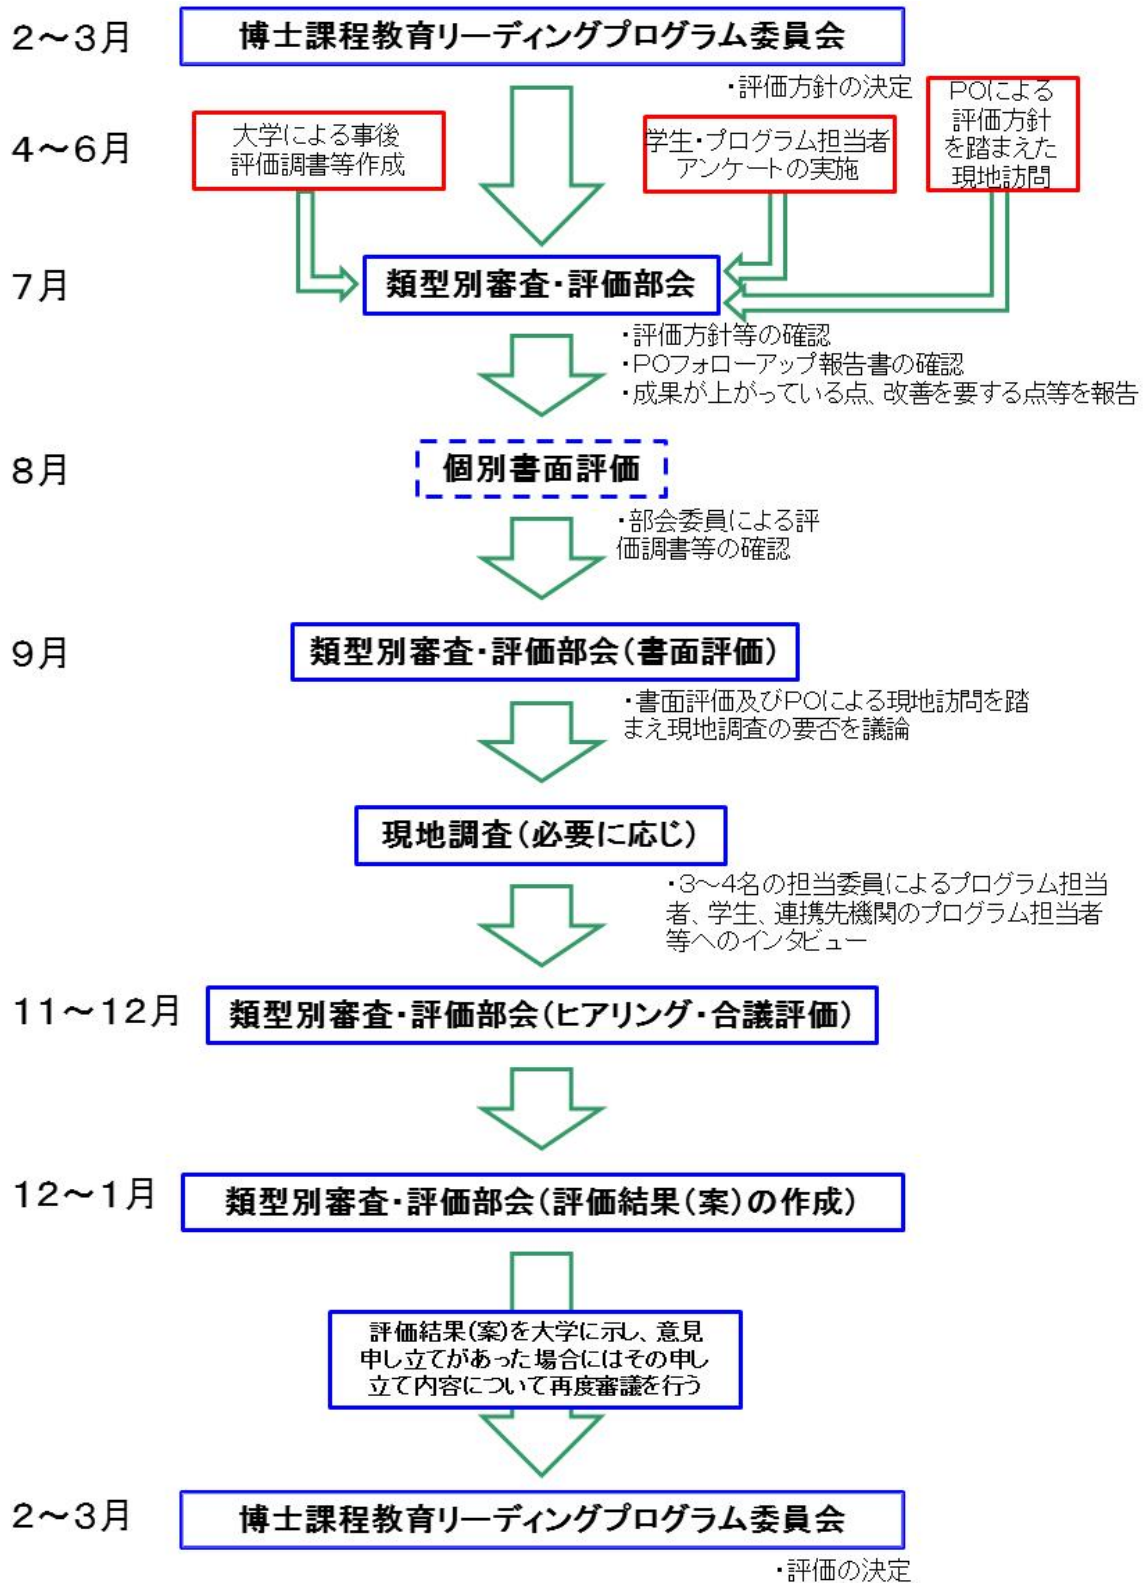 2～3月
博士課程教育リーディングプログラム委員会
・評価方針の決定
4～6月
大学による事後
評価調書等作成
学生・プログラム担当者
アンケートの実施
POによる
評価方針
を踏まえた
現地訪問
7月
類型別審査・評価部会
・評価方針等の確認
・POフォローアップ報告書の確認
・成果が上がっている点、改善を要する点等を報告
8月
個別書面評価
・部会委員による評
価調書等の確認
9月
類型別審査・評価部会(書面評価)
・書面評価及びPOによる現地訪問を踏
まえ現地調査の要否を議論
現地調査(必要に応じ)
・3～4名の担当委員によるプログラム担当
者、学生、連携先機関のプログラム担当者
等へのインタビュー
11～12月
類型別審査・評価部会(ヒアリング・合議評価)
12～1月
類型別審査・評価部会(評価結果(案)の作成)
評価結果(案)を大学に示し、意見
申し立てがあった場合にはその申し
立て内容について再度審議を行う
2～3月
博士課程教育リーディングプログラム委員会
・評価の決定